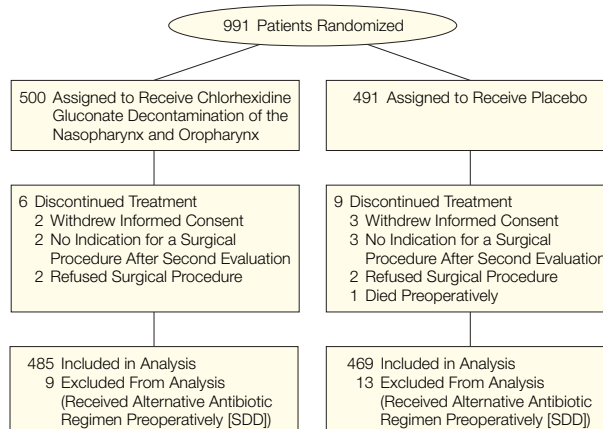 991 Patients Randomized
500 Assigned to Receive Chlorhexidine
Gluconate Decontamination of the
Nasopharynx and Oropharynx
491 Assigned to Receive Placebo
6 Discontinued Treatment
2 Withdrew Informed Consent
2 No Indication for a Surgical
Procedure After Second Evaluation
2 Refused Surgical Procedure
9 Discontinued Treatment
3 Withdrew Informed Consent
3 No Indication for a Surgical
Procedure After Second Evaluation
2 Refused Surgical Procedure
1 Died Preoperatively
485 Included in Analysis
9 Excluded From Analysis
(Received Alternative Antibiotic
Regimen Preoperatively [SDD])
469 Included in Analysis
13 Excluded From Analysis
(Received Alternative Antibiotic
Regimen Preoperatively [SDD])